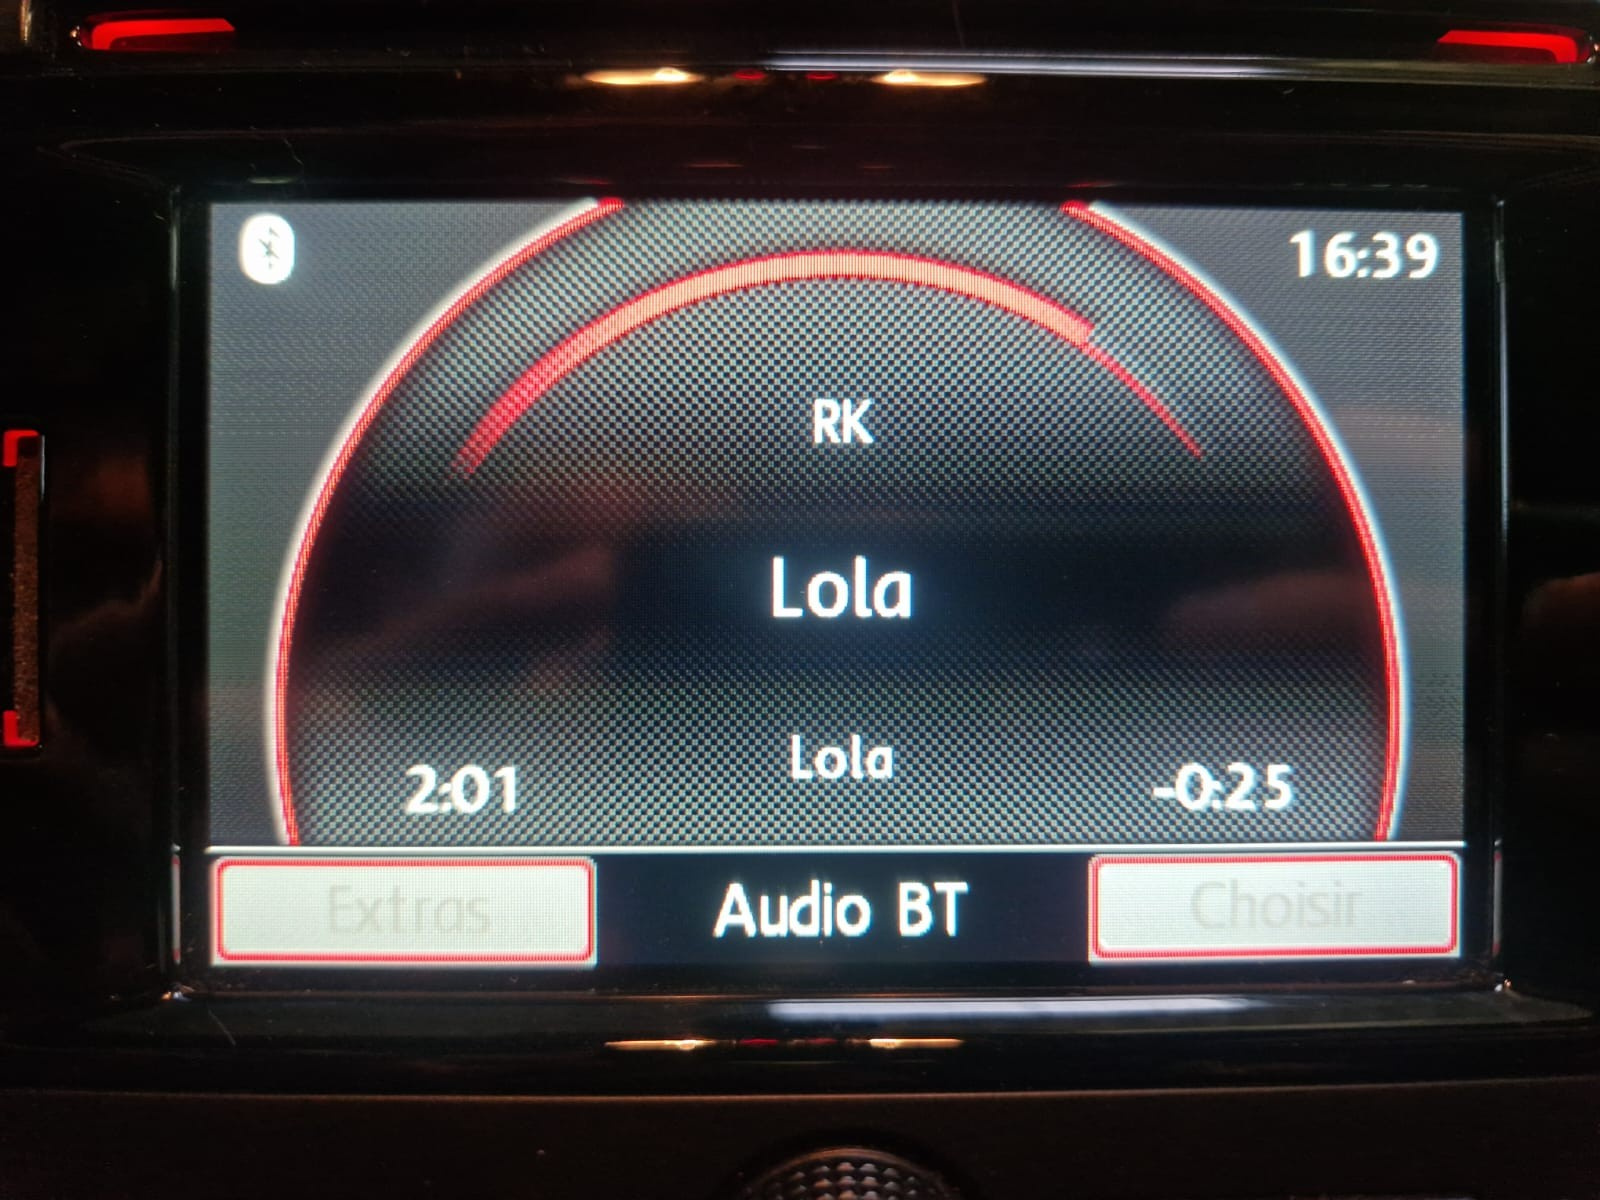 16:39
RK
Lola
Lola
2:01
-0:25
Extras
Audio BT
Choisir